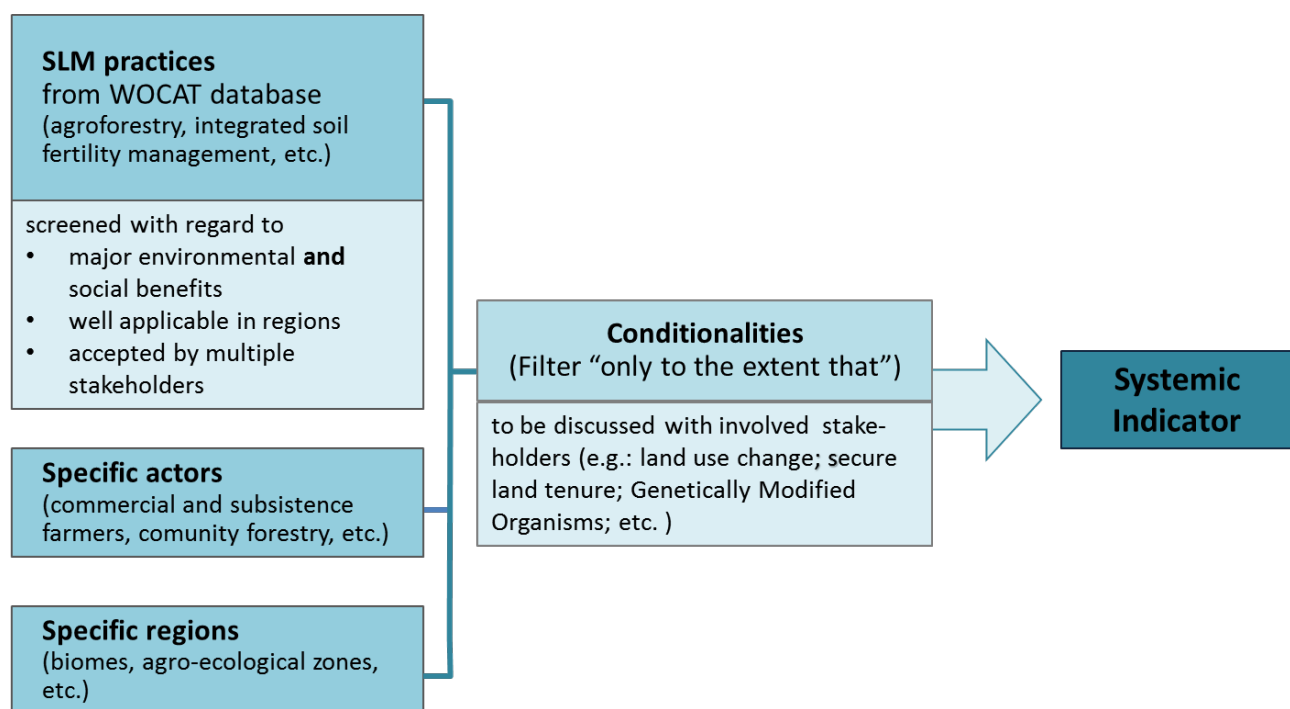 SLM practices
from WOCAT database
(agroforestry, integrated soil
fertility management, etc.)
screened with regard to
• major environmental and
social benefits
• well applicable in regions
• accepted by multiple
stakeholders
Specific actors
(commercial and subsistence
farmers, comunity forestry, etc.)
Specific regions
(biomes, agro-ecological zones,
etc.)
Conditionalities
(Filter “only to the extent that”)
to be discussed with involved stake-
holders (e.g.: land use change; secure
land tenure; Genetically Modified
Organisms; etc. )
Systemic
Indicator